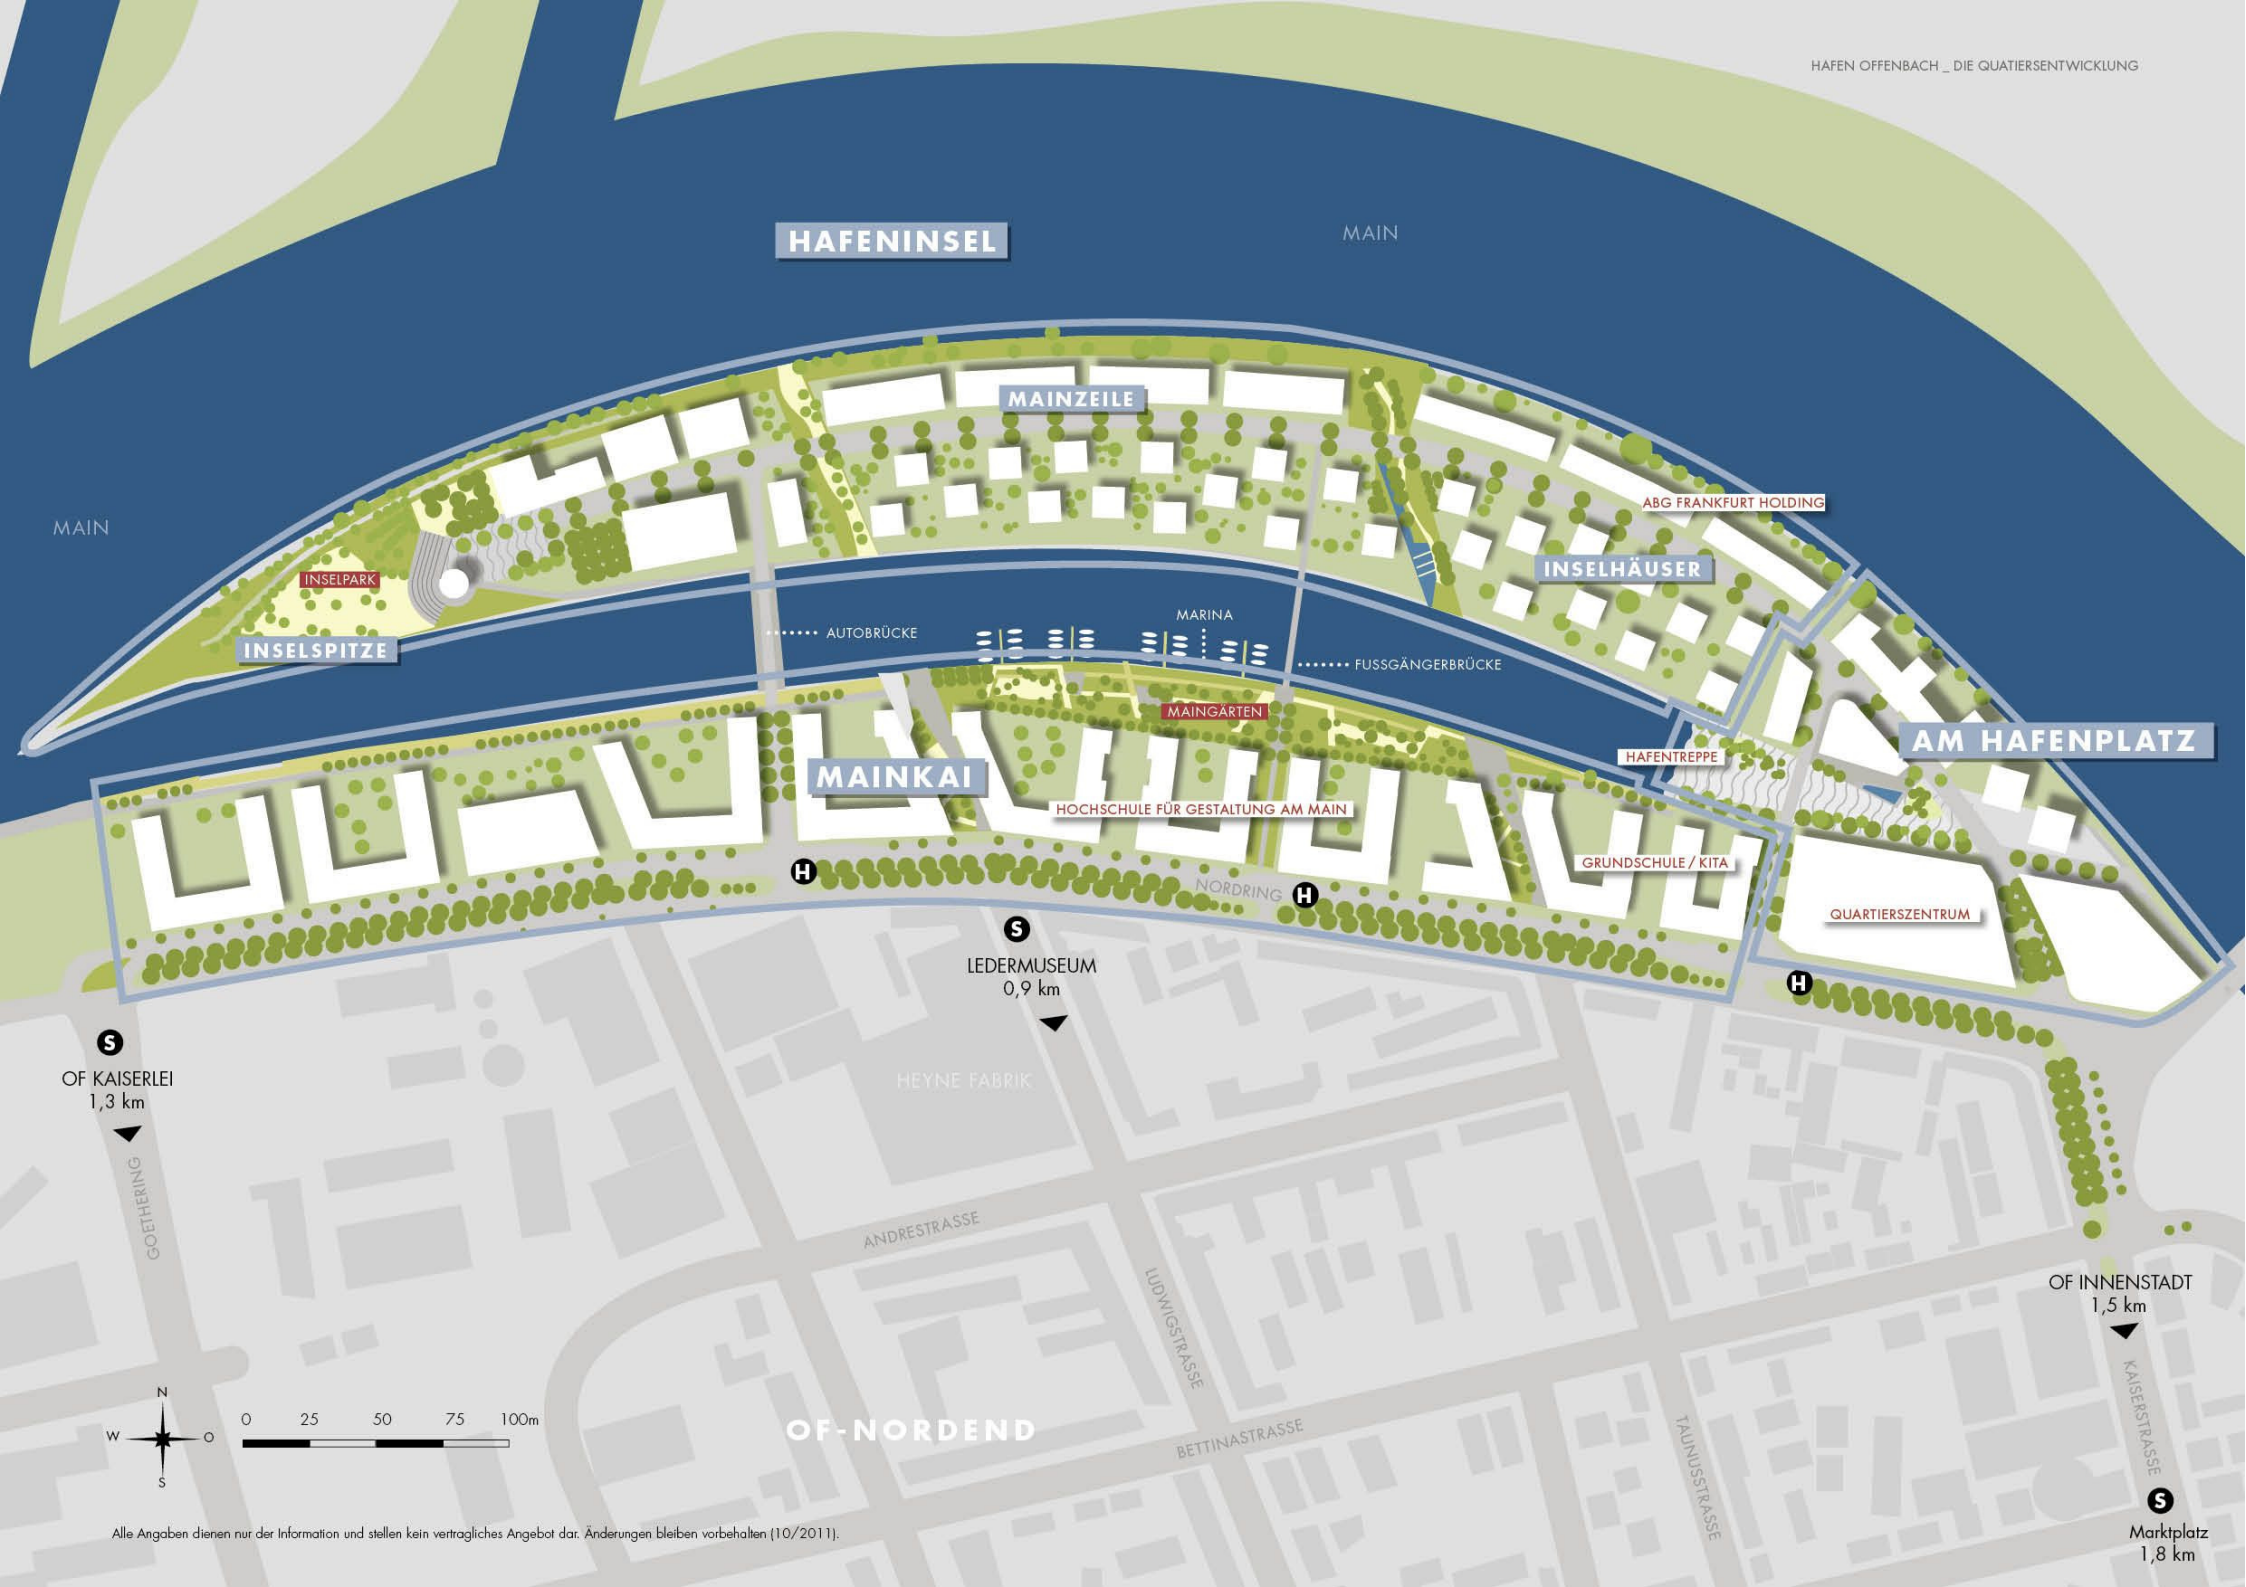 HAFEN OFFENBACH _ DIE QUATIERSENTWICKLUNG
HAFENINSEL
MAIN
MAINZEILE
MAIN
ABG FRANKFURT HOLDING
INSELPARK
INSELHÄUSER
INSELSPITZE
AUTOBRÜCKE
MARINA
FUSSGÄNGERBRÜCKE
MAINGÄRTEN
AM HAFENPLATZ
HAFENTREPPE
MAINKAI
HOCHSCHULE FÜR GESTALTUNG AM MAIN
GRUNDSCHULE / KITA
H
NORDRING
H
QUARTIERSZENTRUM
S
LEDERMUSEUM
0,9 km
H
S
OF KAISERLEI
1,3 km
HEYNE FABRIK
GOETHERING
ANDRESTRASSE
LUDWIGSTRASSE
OF INNENSTADT
1,5 km
KAISERSTRASSE
N
W
O
S
0 25 50 75 100m
OF-NORDEND
BETTINASTRASSE
TAUNUSSTRASSE
S
Marktplatz
1,8 km
Alle Angaben dienen nur der Information und stellen kein vertragliches Angebot dar. Änderungen bleiben vorbehalten (10/2011).